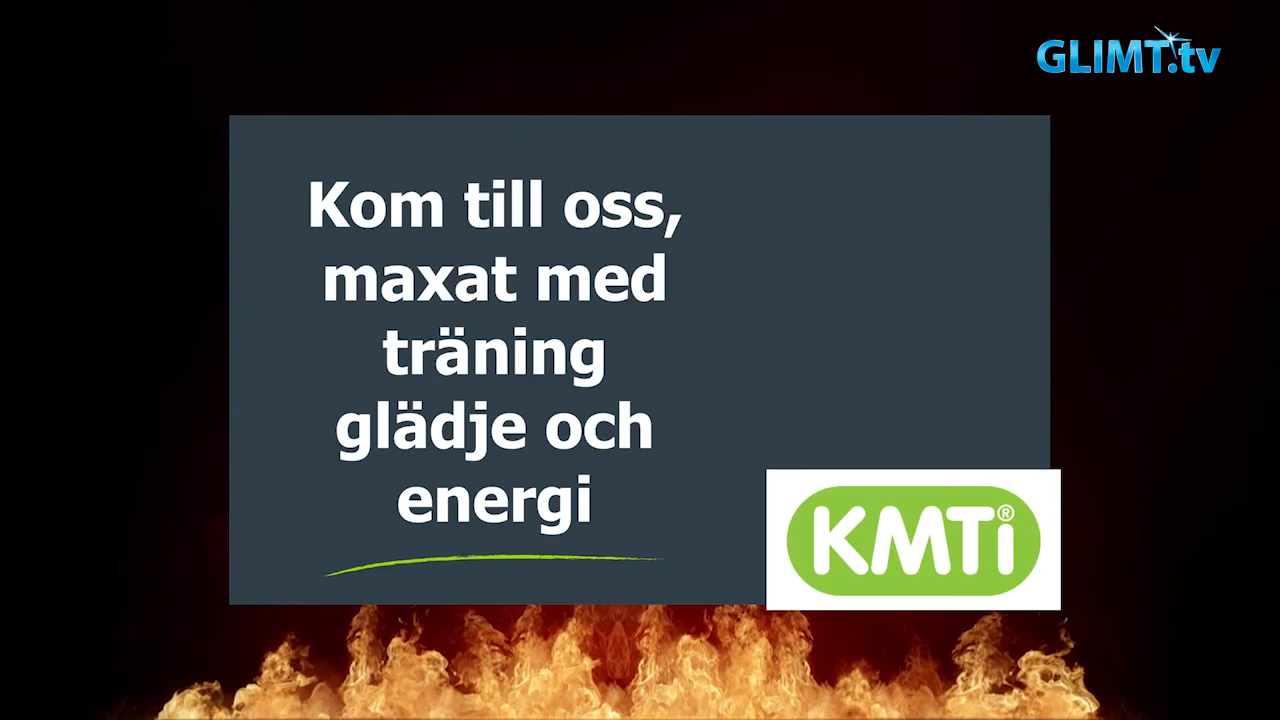 GLIMT.tv
Kom till oss,
maxat med
träning
glädje och
energi
KMTi®